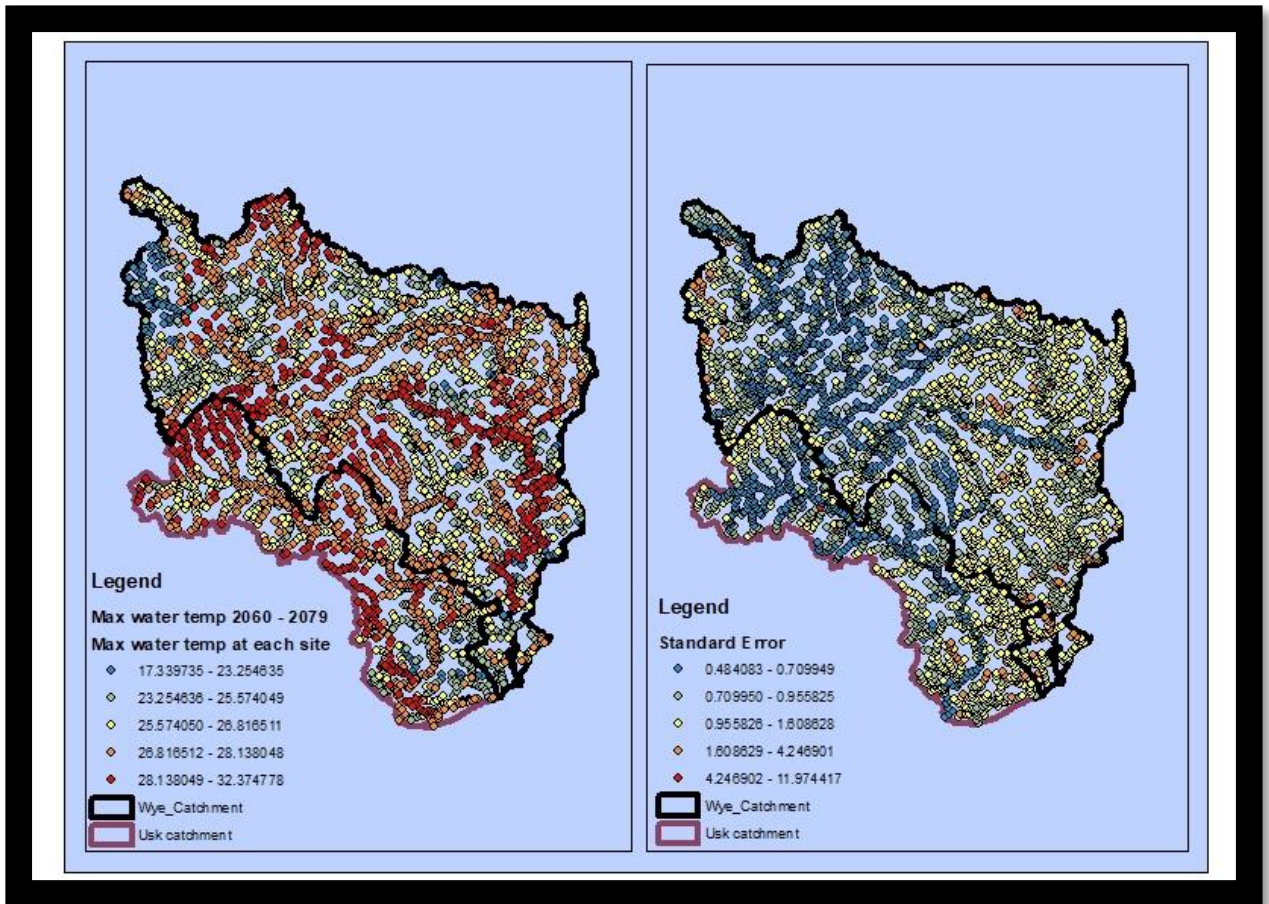 Legend
Max water temp 2060 - 2079
Max water temp at each site
17.339735 - 23.254635
23.254636 - 25.574049
25.574050 - 26.816511
26.816512 - 28.138048
28.138049 - 32.374778
Wye_Catchment
Usk catchment
Legend
Standard Error
0.484083 - 0.709949
0.709950 - 0.955825
0.955826 - 1.608628
1.608629 - 4.246901
4.246902 - 11.974417
Wye_Catchment
Usk catchment